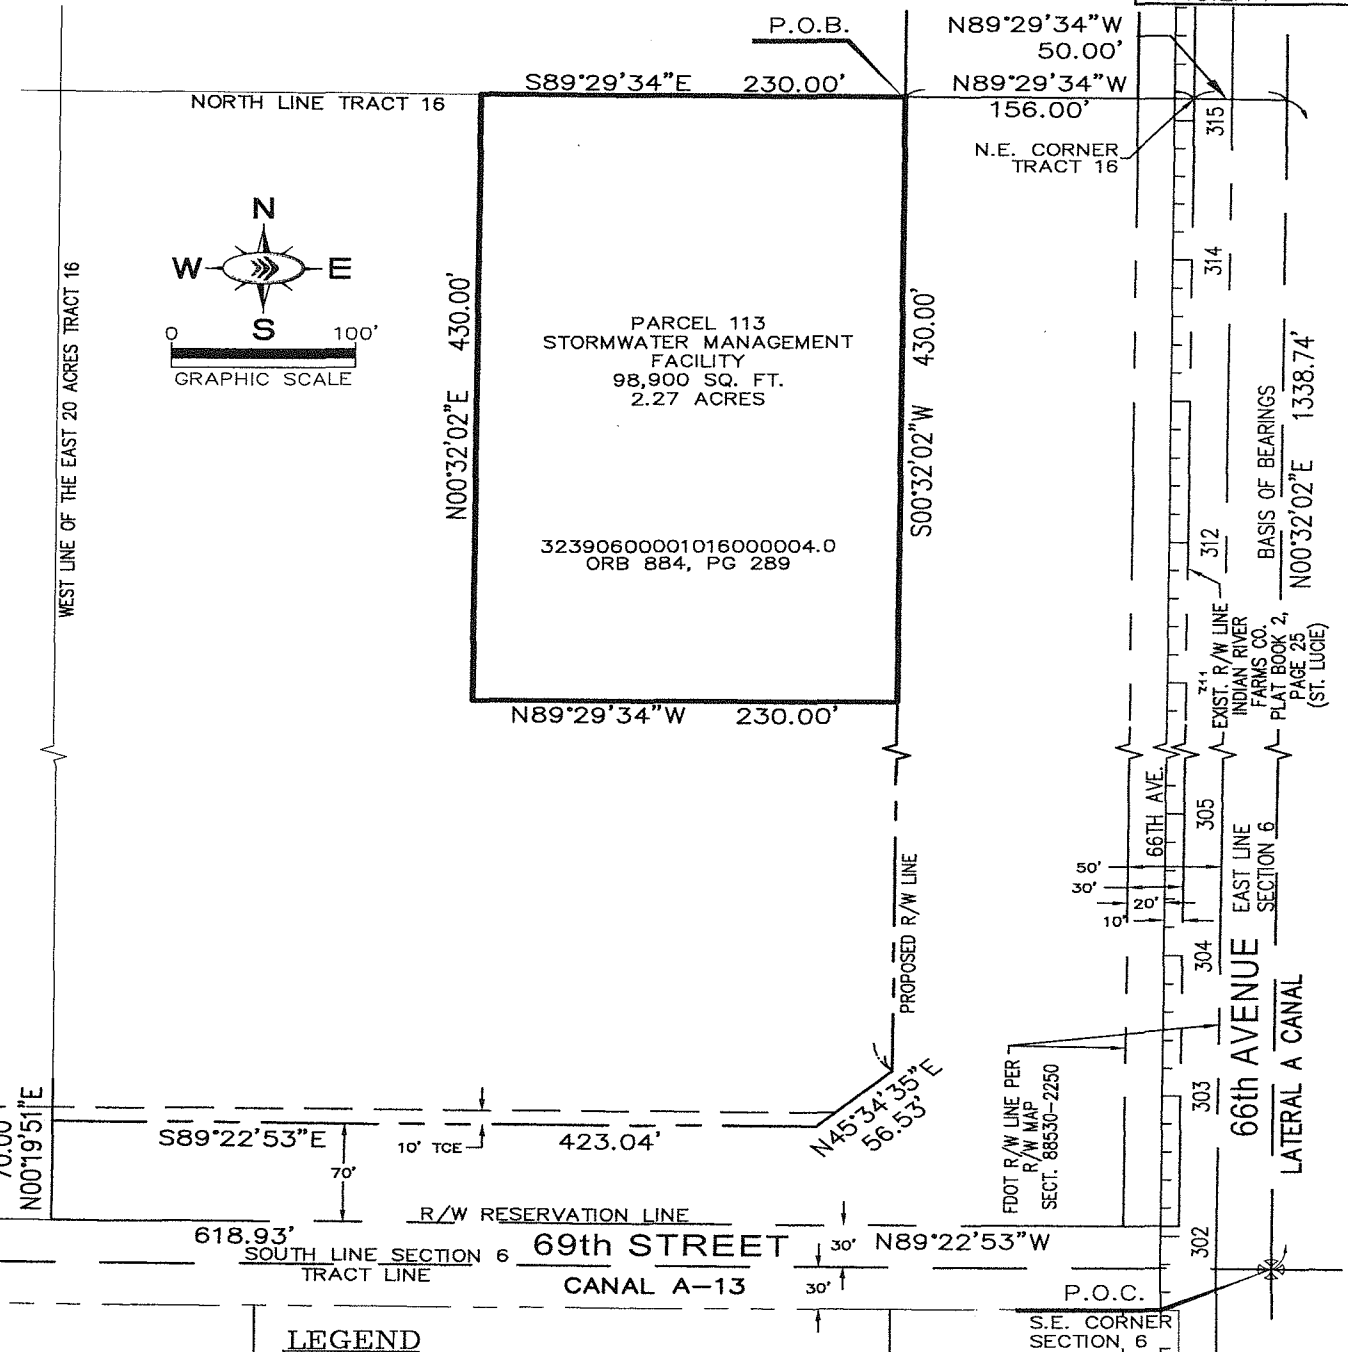 P.O.B.
N89°29'34"W
50.00'
S89°29'34"E 230.00'
N89°29'34"W
156.00'
NORTH LINE TRACT 16
N.E. CORNER
TRACT 16
315
314
312
N
W
E
S
0
100'
GRAPHIC SCALE
WEST LINE OF THE EAST 20 ACRES TRACT 16
N00°32'02"E 430.00'
PARCEL 113
STORMWATER MANAGEMENT
FACILITY
98,900 SQ. FT.
2.27 ACRES
32390600001016000004.0
ORB 884, PG 289
S00°32'02"W 430.00'
BASIS OF BEARINGS
N00°32'02"E 1338.74'
EXIST. R/W LINE
INDIAN RIVER
FARMS CO.
PLAT BOOK 2,
PAGE 25
(ST. LUCIE)
N89°29'34"W 230.00'
PROPOSED R/W LINE
66TH AVE.
305
EAST LINE
SECTION 6
50'
30'
20'
10'
304
66th AVENUE
LATERAL A CANAL
303
302
FDOT R/W LINE PER
R/W MAP
SECT. 88530-2250
N45°34'35"E
56.53'
70.00'
N00°19'51"E
S89°22'53"E
423.04'
10' TCE
70'
R/W RESERVATION LINE
618.93'
SOUTH LINE SECTION 6
69th STREET
30'
N89°22'53"W
TRACT LINE
CANAL A-13
30'
P.O.C.
S.E. CORNER
SECTION 6
LEGEND